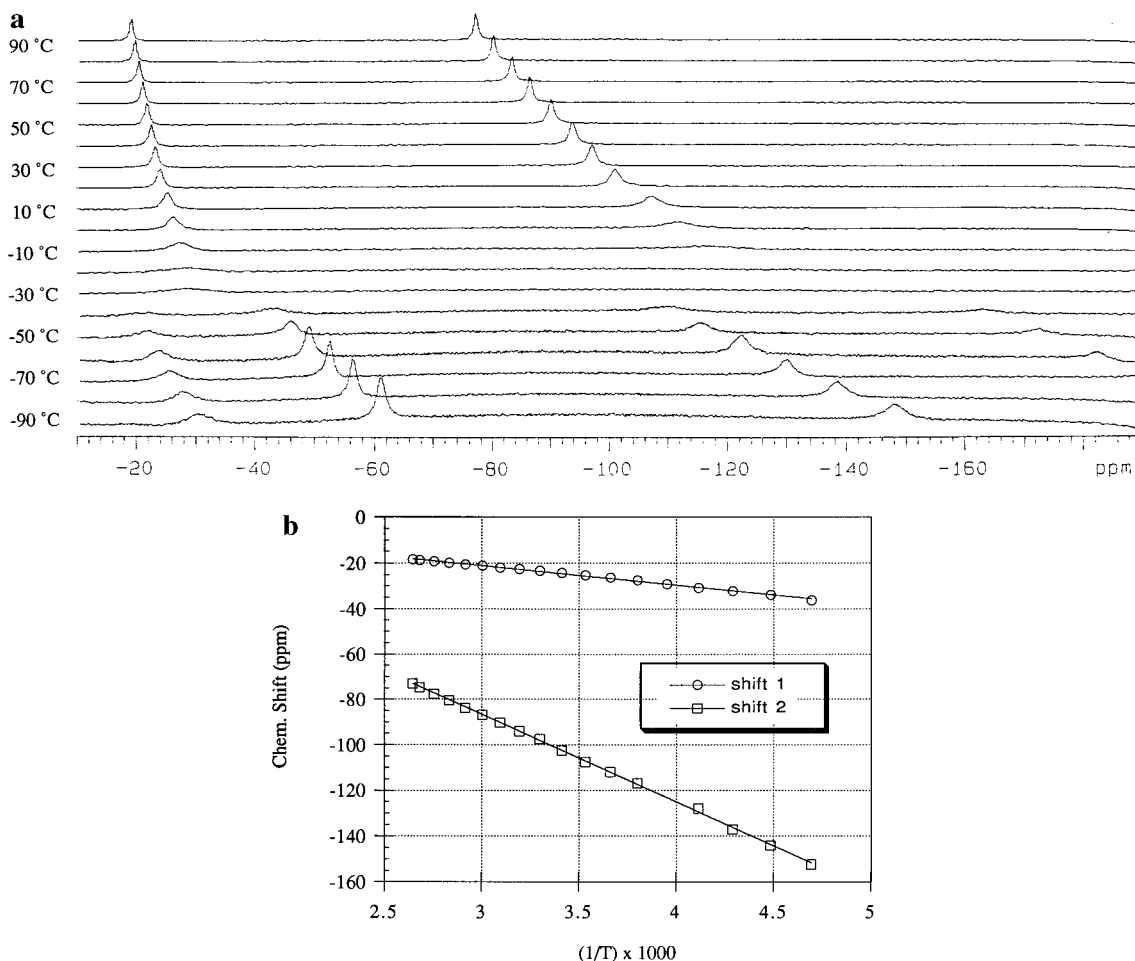 a
90 °C
70 °C
50 °C
30 °C
10 °C
-10 °C
-30 °C
-50 °C
-70 °C
-90 °C
-20 -40 -60 -80 -100 -120 -140 -160 ppm
b
0
-20
-40
-60
-80
-100
-120
-140
-160
Chem. Shift (ppm)
shift 1
shift 2
2.5 3 3.5 4 4.5 5
(1/T) x 1000